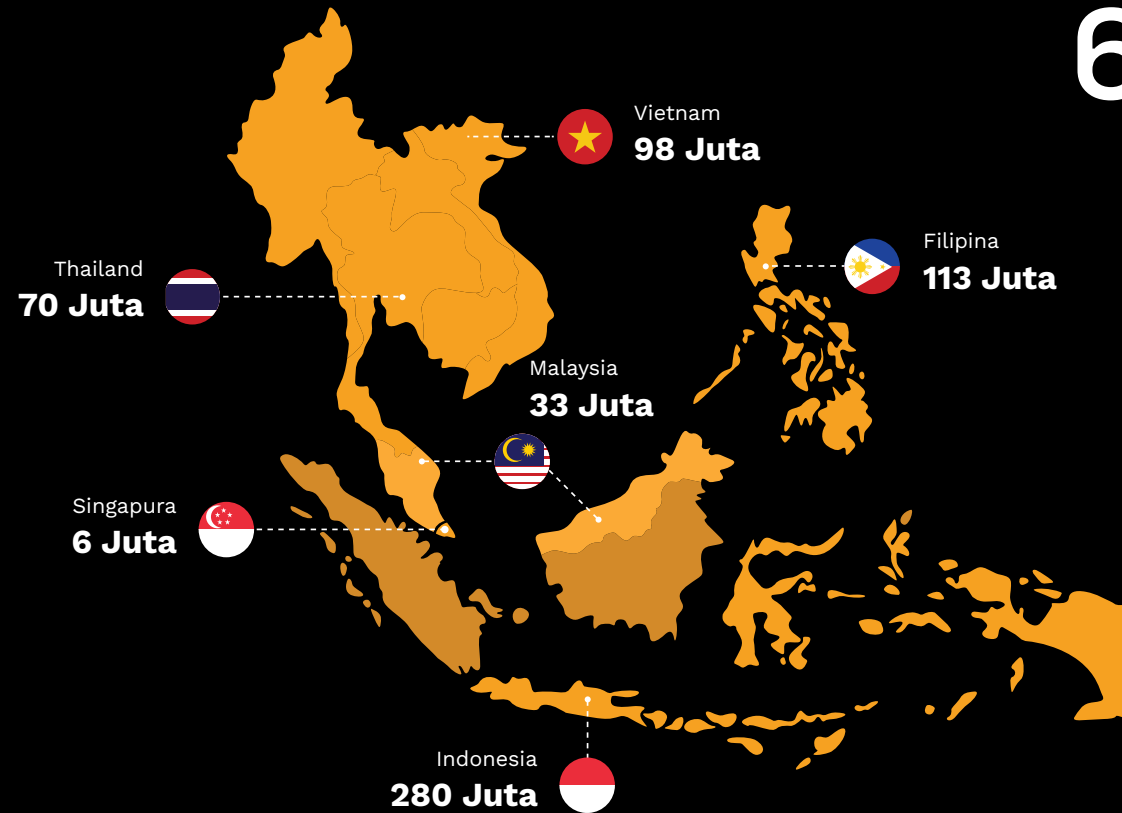 6
Vietnam
98 Juta
Filipina
113 Juta
Thailand
70 Juta
Malaysia
33 Juta
Singapura
6 Juta
Indonesia
280 Juta